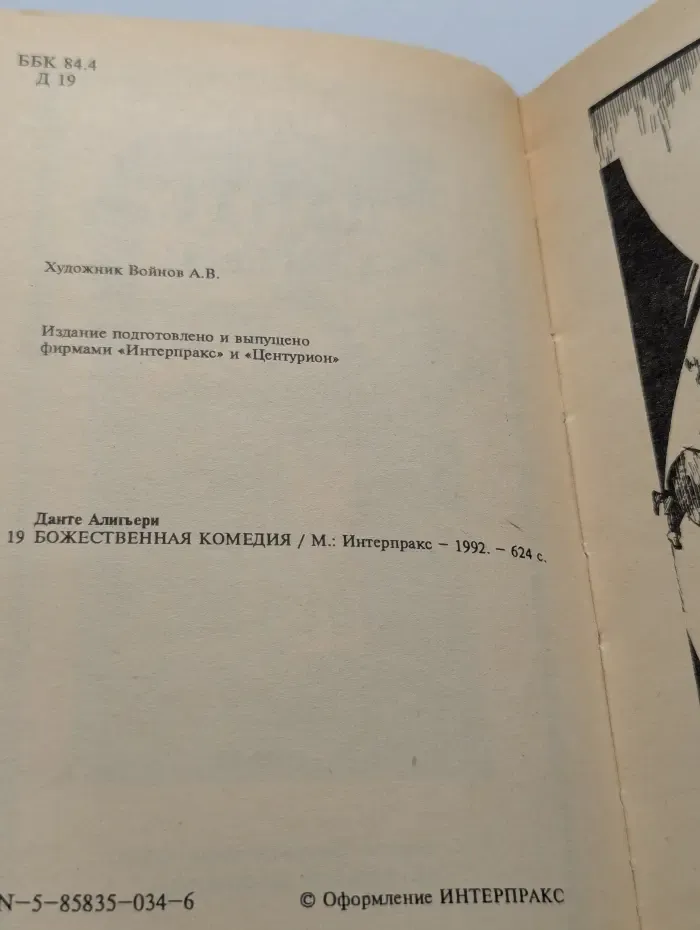 ББК 84.4
Д 19
Художник Войнов А.В.
Издание подготовлено и выпущено
фирмами «Интерпракс» и «Центурион»
Данте Алигьери
19 БОЖЕСТВЕННАЯ КОМЕДИЯ / М.: Интерпракс – 1992. – 624 с.
N–5–85835–034–6
© Оформление ИНТЕРПРАКС